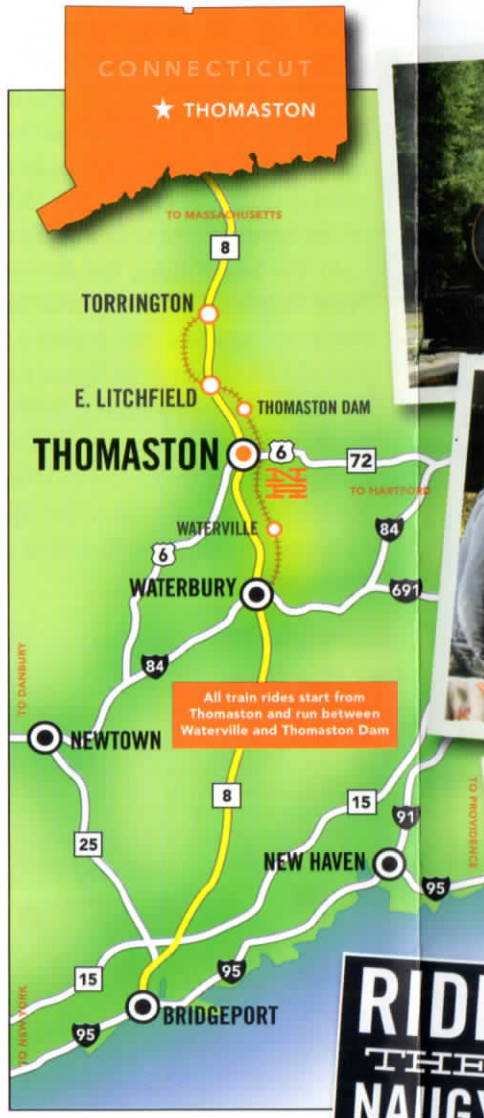 CONNECTICUT
THOMASTON
TO MASSACHUSETTS
8
TORRINGTON
E. LITCHFIELD
THOMASTON DAM
THOMASTON
6
72
TO HARTFORD
WATERVILLE
84
6
WATERBURY
691
84
TO DANBURY
All train rides start from
Thomaston and run between
Waterville and Thomaston Dam
NEWTOWN
8
15
91
TO PROVIDENCE
25
NEW HAVEN
95
15
95
BRIDGEPORT
TO NEW YORK
95
THE